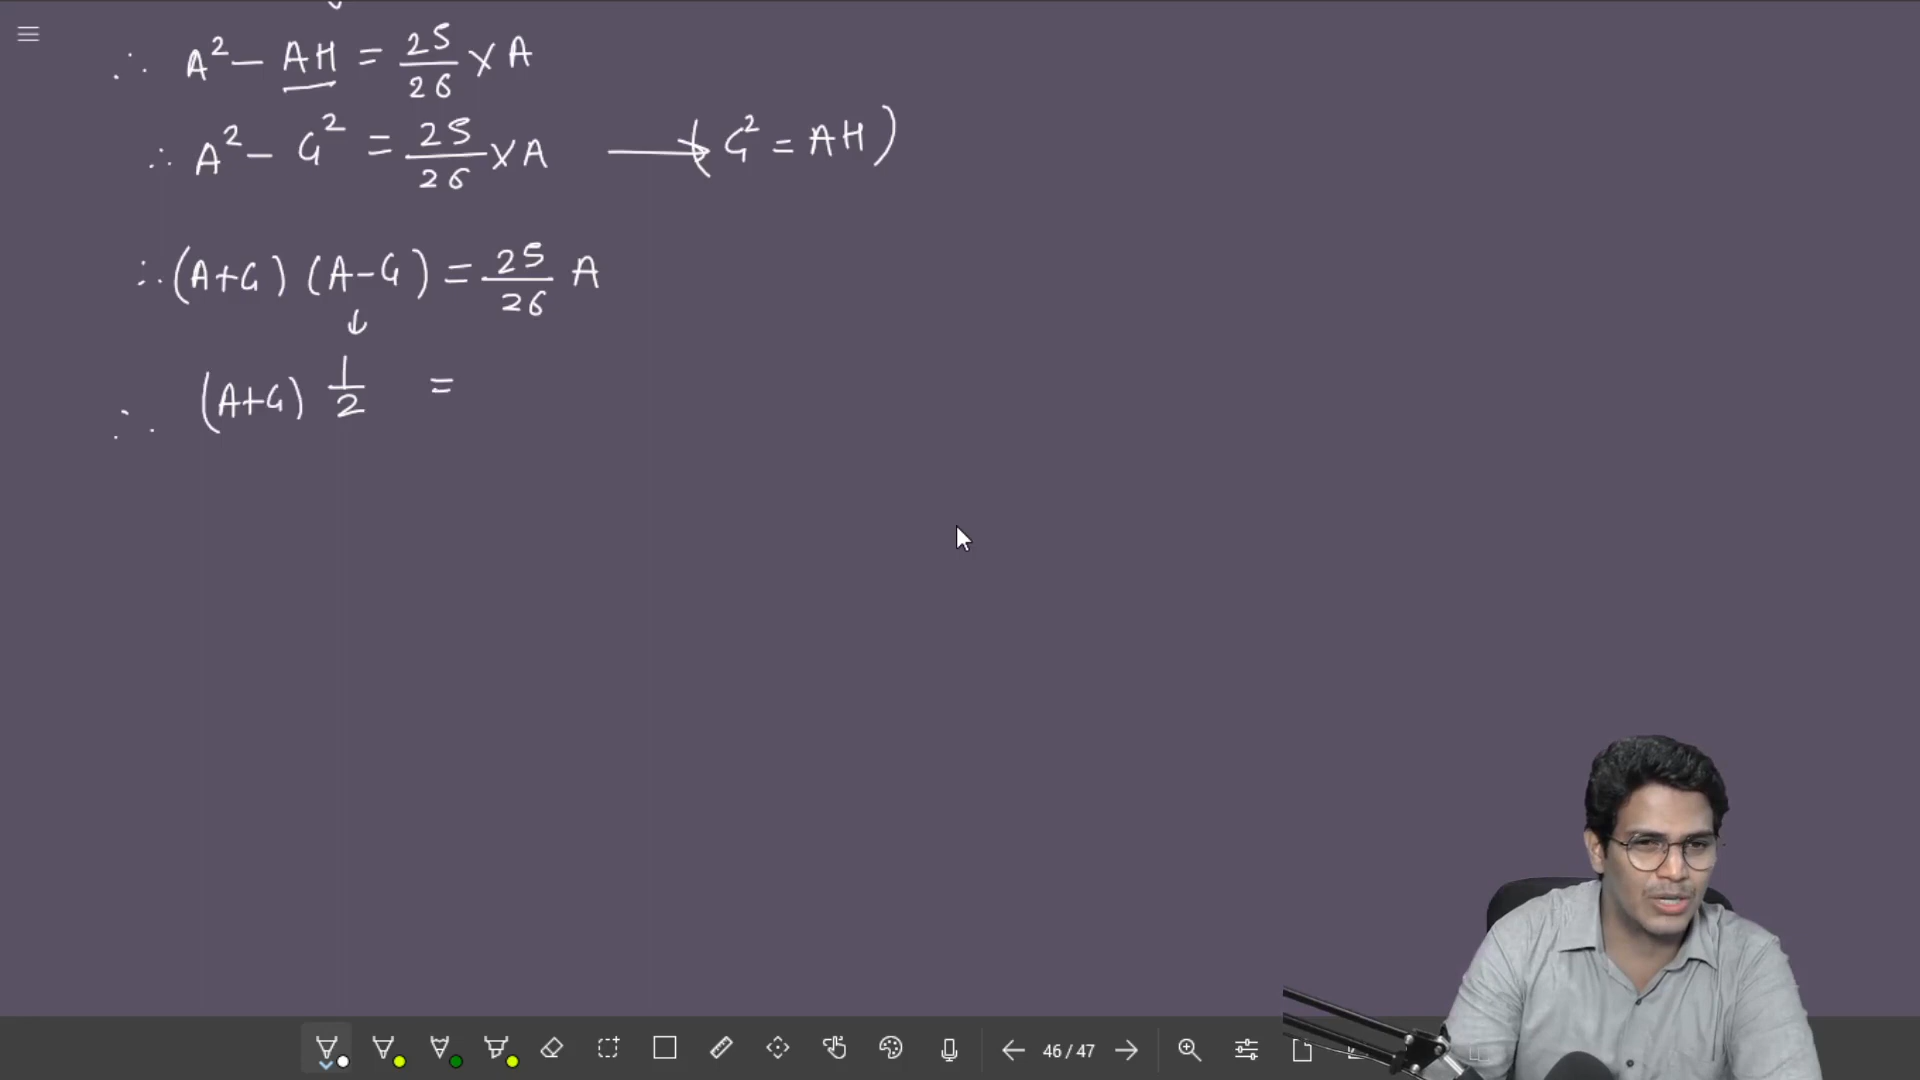 ∴ A² − AH = 25/26 × A
∴ A² − G² = 25/26 × A ⟶ (G² = AH)
∴ (A+G) (A−G) = 25/26 A
↓
∴ (A+G) 1/2 =
46 / 47